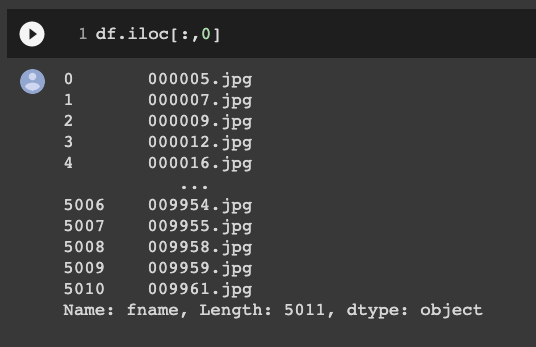 1 df.iloc[:,0]
0 000005.jpg
1 000007.jpg
2 000009.jpg
3 000012.jpg
4 000016.jpg
...
5006 009954.jpg
5007 009955.jpg
5008 009958.jpg
5009 009959.jpg
5010 009961.jpg
Name: fname, Length: 5011, dtype: object